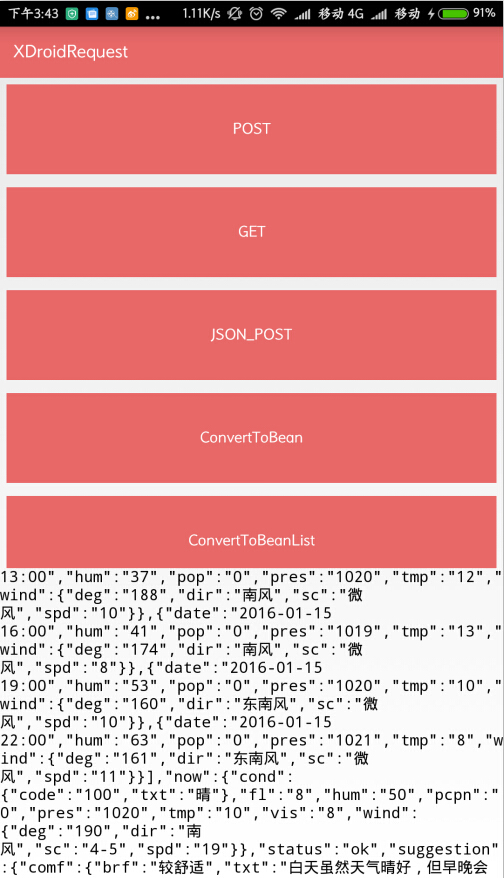 下午3:43 ... 1.11K/s 移动 4G 移动 91%
XDroidRequest
POST
GET
JSON_POST
ConvertToBean
ConvertToBeanList
13:00","hum":"37","pop":"0","pres":"1020","tmp":"12","
wind":{"deg":"188","dir":"南风","sc":"微
风","spd":"10"}},{"date":"2016-01-15
16:00","hum":"41","pop":"0","pres":"1019","tmp":"13","
wind":{"deg":"174","dir":"南风","sc":"微
风","spd":"8"}},{"date":"2016-01-15
19:00","hum":"53","pop":"0","pres":"1020","tmp":"10","
wind":{"deg":"160","dir":"东南风","sc":"微
风","spd":"10"}},{"date":"2016-01-15
22:00","hum":"63","pop":"0","pres":"1021","tmp":"8","w
ind":{"deg":"161","dir":"东南风","sc":"微
风","spd":"11"}}],"now":{"cond":
{"code":"100","txt":"晴"},"fl":"8","hum":"50","pcpn":"
0","pres":"1020","tmp":"10","vis":"8","wind":
{"deg":"190","dir":"南
风","sc":"4-5","spd":"19"}},"status":"ok","suggestion"
:{"comf":{"brf":"较舒适","txt":"白天虽然天气晴好，但早晚会